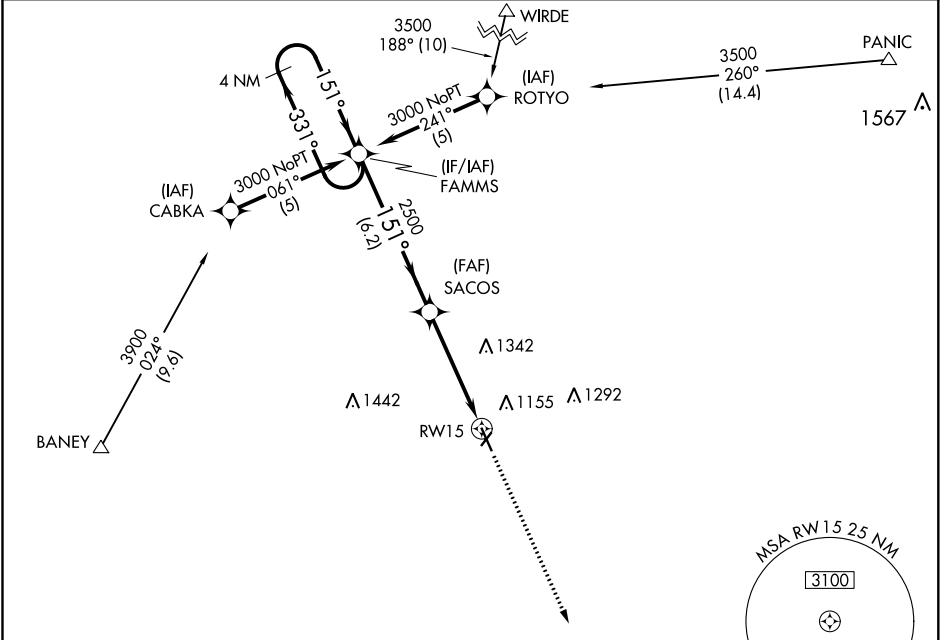 3500
188° (10)
WIRDE
4 NM
151°
331°
(IAF)
ROTYO
3000 NoPT
241°
(5)
3500
260°
(14.4)
PANIC
1567
(IF/IAF)
FAMMS
3000 NoPT
061°
(5)
(IAF)
CABKA
2500
151°
(6.2)
(FAF)
SACOS
3900
024°
(9.6)
BANEY
1342
1442
1155
1292
RW15
MSA RW15 25 NM
3100